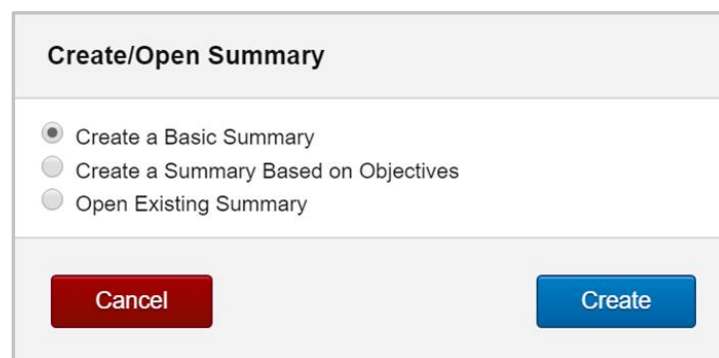 Create/Open Summary
Create a Basic Summary
Create a Summary Based on Objectives
Open Existing Summary
Cancel
Create